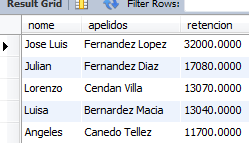 Result Grid Filter Rows:
nome apelidos retencion
Jose Luis Fernandez Lopez 32000.0000
Julian Fernandez Diaz 17080.0000
Lorenzo Cendan Villa 13070.0000
Luisa Bernardez Macia 13040.0000
Angeles Canedo Tellez 11700.0000